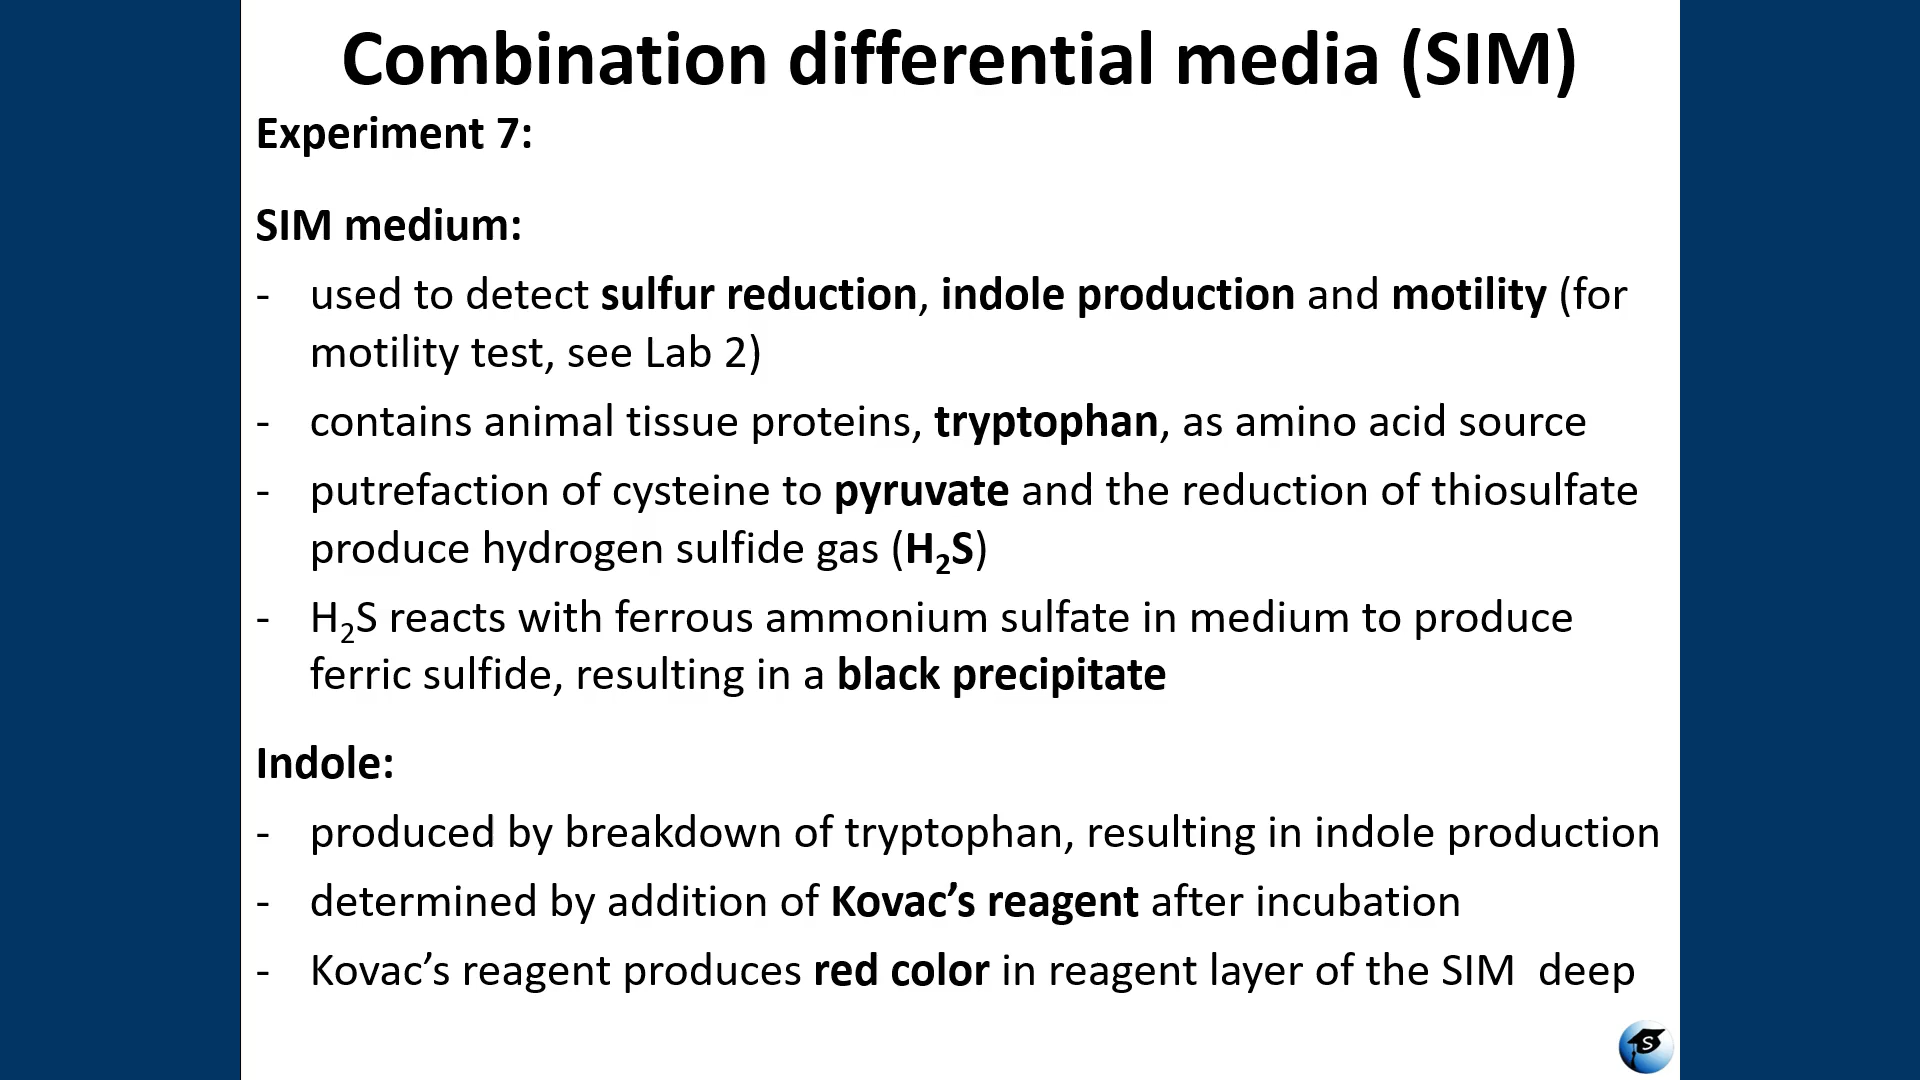 Combination differential media (SIM)
Experiment 7:
SIM medium:
- used to detect sulfur reduction, indole production and motility (for
motility test, see Lab 2)
- contains animal tissue proteins, tryptophan, as amino acid source
- putrefaction of cysteine to pyruvate and the reduction of thiosulfate
produce hydrogen sulfide gas (H₂S)
- H₂S reacts with ferrous ammonium sulfate in medium to produce
ferric sulfide, resulting in a black precipitate
Indole:
- produced by breakdown of tryptophan, resulting in indole production
- determined by addition of Kovac’s reagent after incubation
- Kovac’s reagent produces red color in reagent layer of the SIM  deep
S